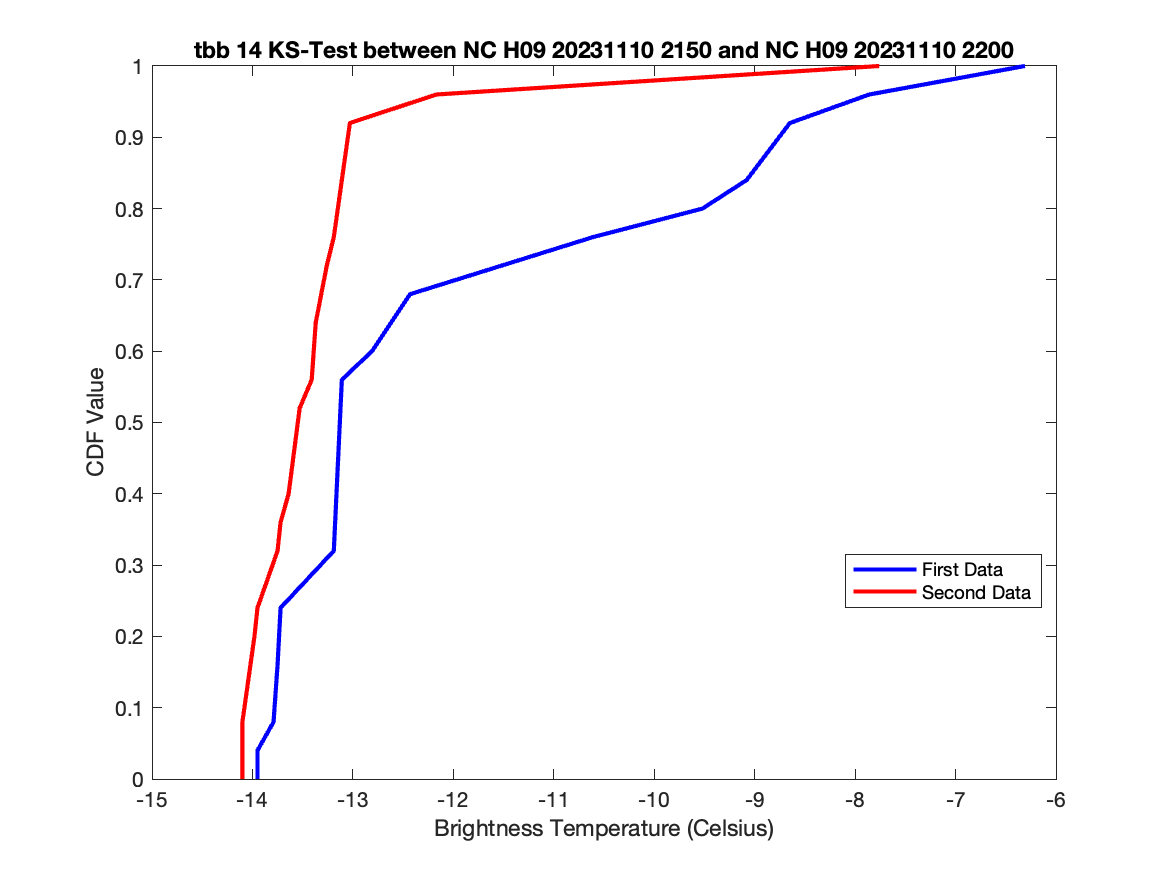 tbb 14 KS-Test between NC H09 20231110 2150 and NC H09 20231110 2200
1
0.9
0.8
0.7
0.6
0.5
0.4
0.3
0.2
0.1
0
CDF Value
First Data
Second Data
-15 -14 -13 -12 -11 -10 -9 -8 -7 -6
Brightness Temperature (Celsius)